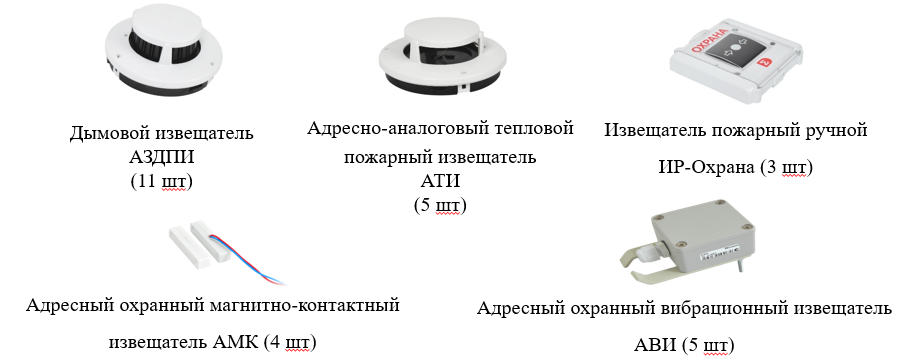 ОХРАНА
Дымовой извещатель
АЗДПИ
(11 шт)
Адресно-аналоговый тепловой
пожарный извещатель
АТИ
(5 шт)
Извещатель пожарный ручной
ИР-Охрана (3 шт)
Адресный охранный магнитно-контактный
извещатель АМК (4 шт)
Адресный охранный вибрационный извещатель
АВИ (5 шт)